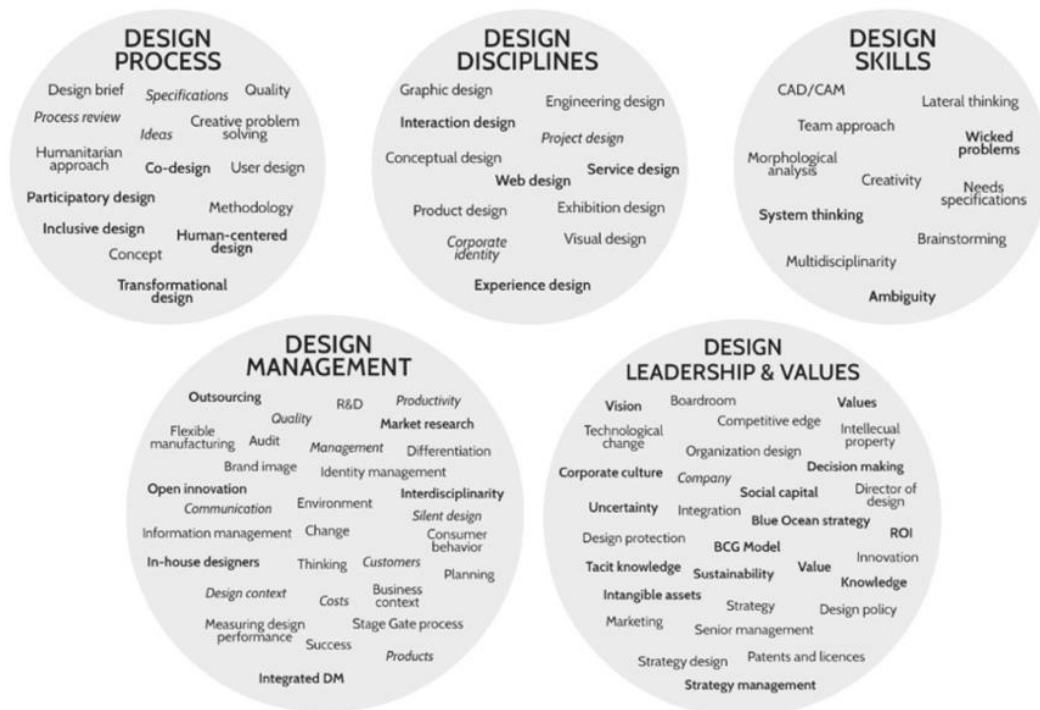 DESIGN
PROCESS
Design brief
Specifications
Quality
Process review
Ideas
Creative problem
solving
Humanitarian
approach
Co-design
User design
Participatory design
Methodology
Inclusive design
Human-centered
design
Concept
Transformational
design
DESIGN
DISCIPLINES
Graphic design
Engineering design
Interaction design
Project design
Conceptual design
Service design
Web design
Product design
Exhibition design
Corporate
identity
Visual design
Experience design
DESIGN
SKILLS
CAD/CAM
Lateral thinking
Team approach
Wicked
problems
Morphological
analysis
Creativity
Needs
specifications
System thinking
Brainstorming
Multidisciplinarity
Ambiguity
DESIGN
MANAGEMENT
Outsourcing
R&D
Productivity
Quality
Market research
Flexible
manufacturing
Audit
Management
Differentiation
Brand image
Identity management
Open innovation
Interdisciplinarity
Communication
Environment
Silent design
Information management
Change
Consumer
behavior
In-house designers
Thinking
Customers
Planning
Design context
Costs
Business
context
Measuring design
performance
Stage Gate process
Success
Products
Integrated DM
DESIGN
LEADERSHIP & VALUES
Vision
Boardroom
Values
Competitive edge
Technological
change
Intellecual
property
Organization design
Corporate culture
Company
Decision making
Social capital
Director of
design
Uncertainty
Integration
Blue Ocean strategy
ROI
Design protection
BCG Model
Innovation
Tacit knowledge
Sustainability
Value
Knowledge
Intangible assets
Strategy
Design policy
Marketing
Senior management
Strategy design
Patents and licences
Strategy management